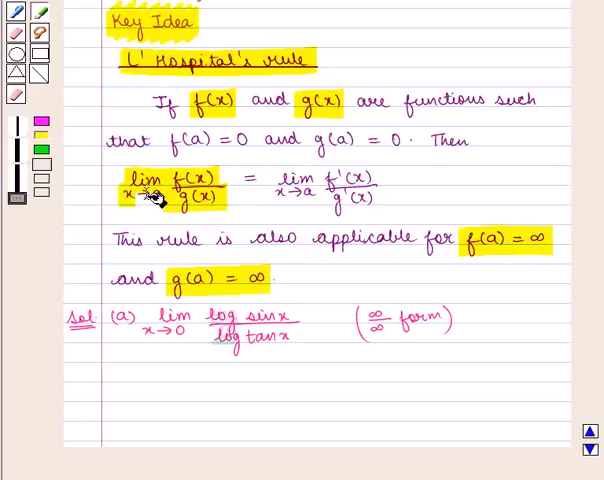 Key Idea
L' Hospital's rule
If f(x) and g(x) are functions such
that f(a) = 0 and g(a) = 0. Then
lim x→a f(x)/g(x) = lim x→a f'(x)/g'(x)
This rule is also applicable for f(a) = ∞
and g(a) = ∞.
Sol (a) lim x→0 log sinx/log tanx (∞/∞ form)